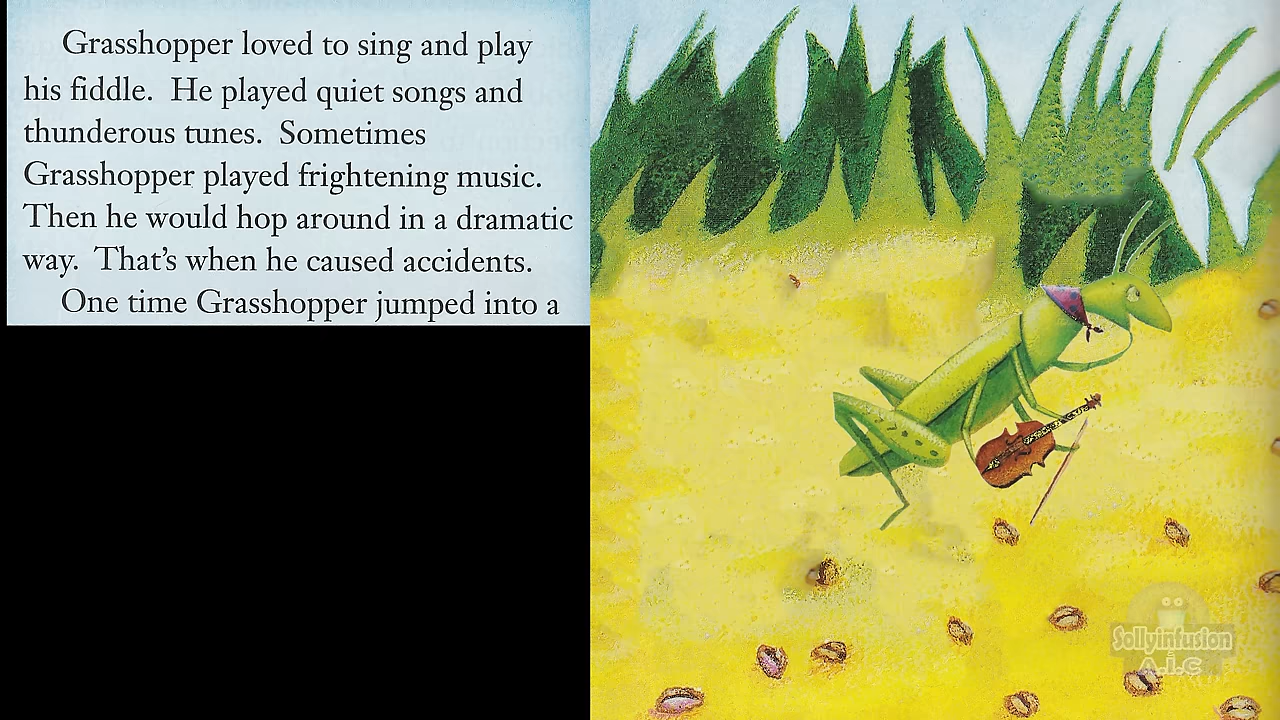 Grasshopper loved to sing and play
his fiddle. He played quiet songs and
thunderous tunes. Sometimes
Grasshopper played frightening music.
Then he would hop around in a dramatic
way. That's when he caused accidents.
One time Grasshopper jumped into a
Sollyinfusion
A.i.C